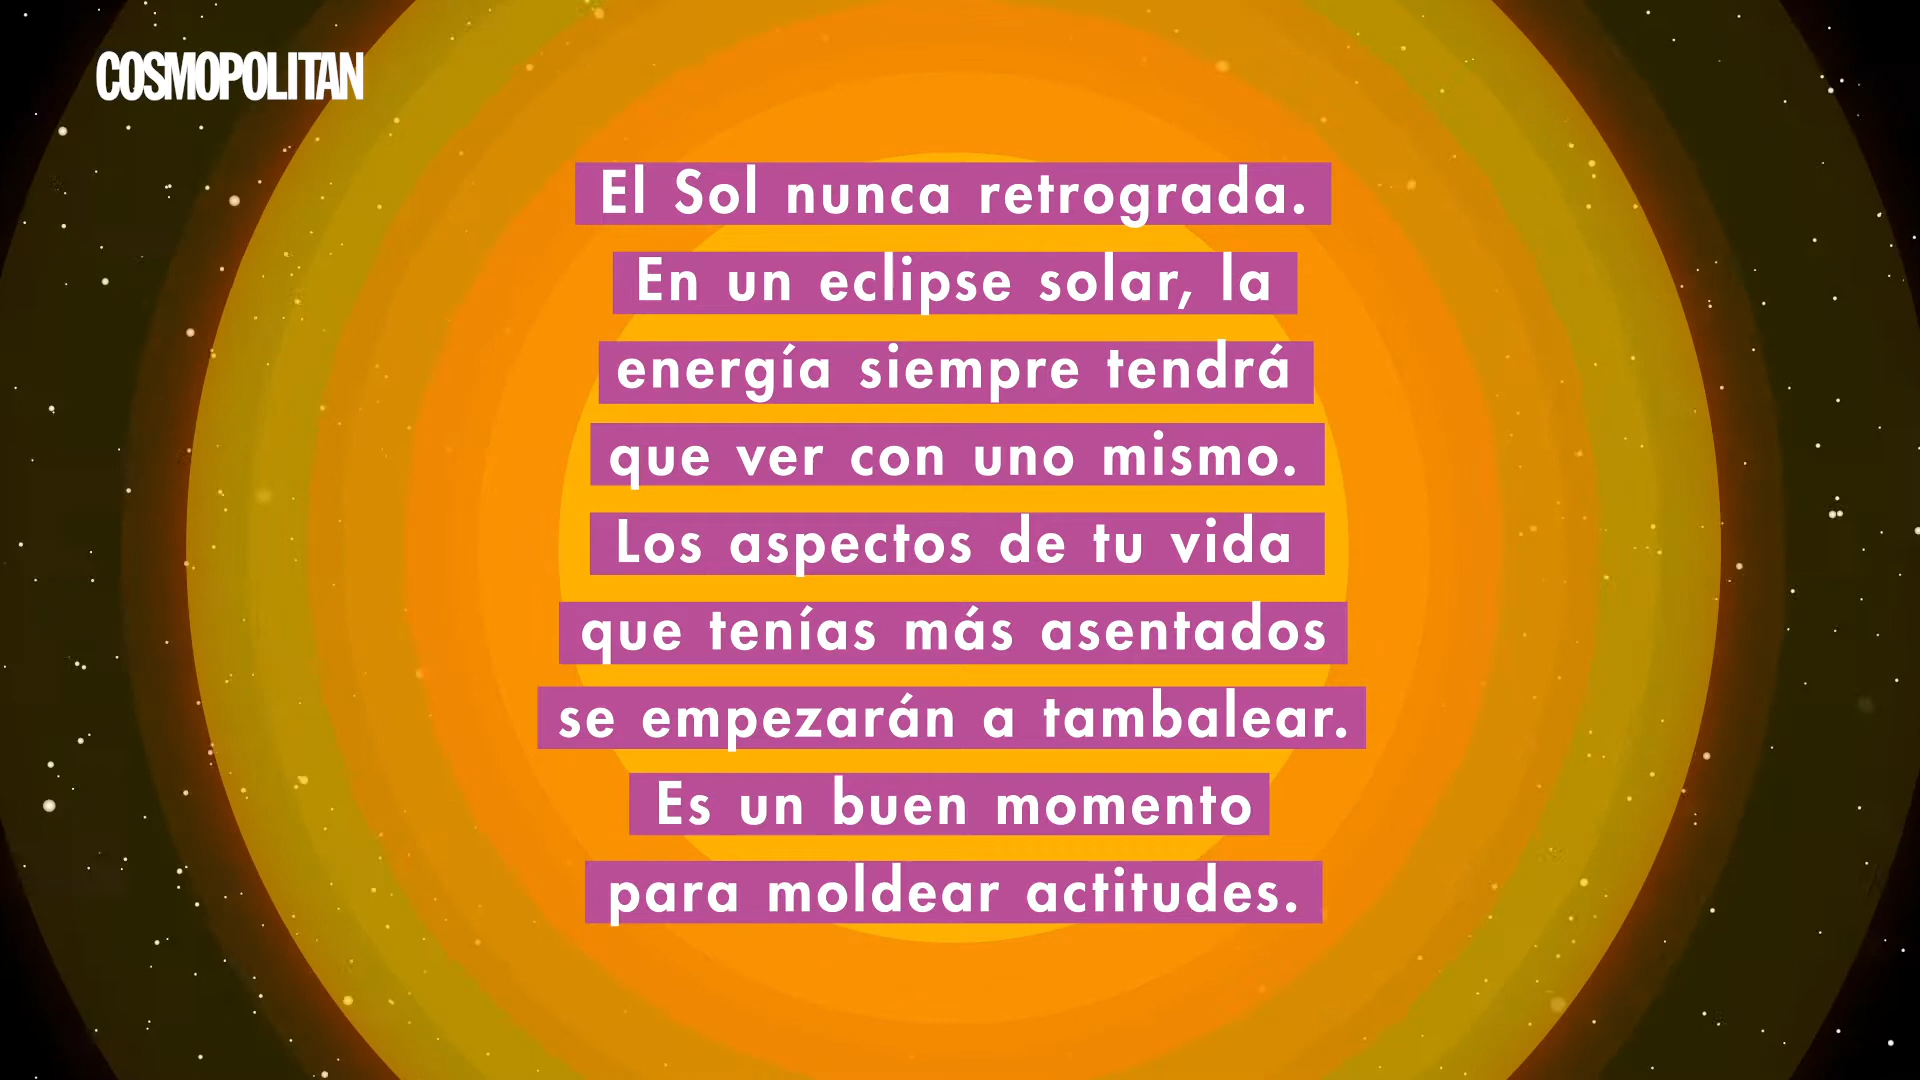 COSMOPOLITAN
El Sol nunca retrograda.
En un eclipse solar, la
energía siempre tendrá
que ver con uno mismo.
Los aspectos de tu vida
que tenías más asentados
se empezarán a tambalear.
Es un buen momento
para moldear actitudes.